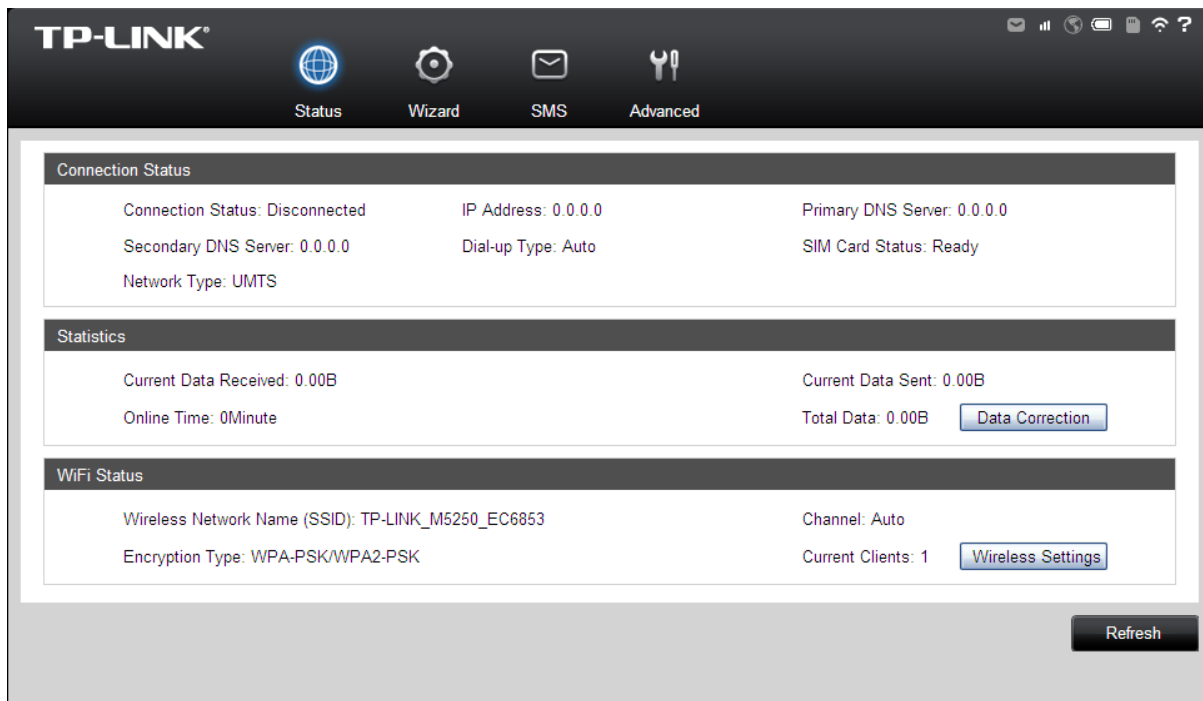 TP-LINK®
?
Status Wizard SMS Advanced
Connection Status
Connection Status: Disconnected IP Address: 0.0.0.0 Primary DNS Server: 0.0.0.0
Secondary DNS Server: 0.0.0.0 Dial-up Type: Auto SIM Card Status: Ready
Network Type: UMTS
Statistics
Current Data Received: 0.00B Current Data Sent: 0.00B
Online Time: 0Minute Total Data: 0.00B Data Correction
WiFi Status
Wireless Network Name (SSID): TP-LINK_M5250_EC6853 Channel: Auto
Encryption Type: WPA-PSK/WPA2-PSK Current Clients: 1 Wireless Settings
Refresh